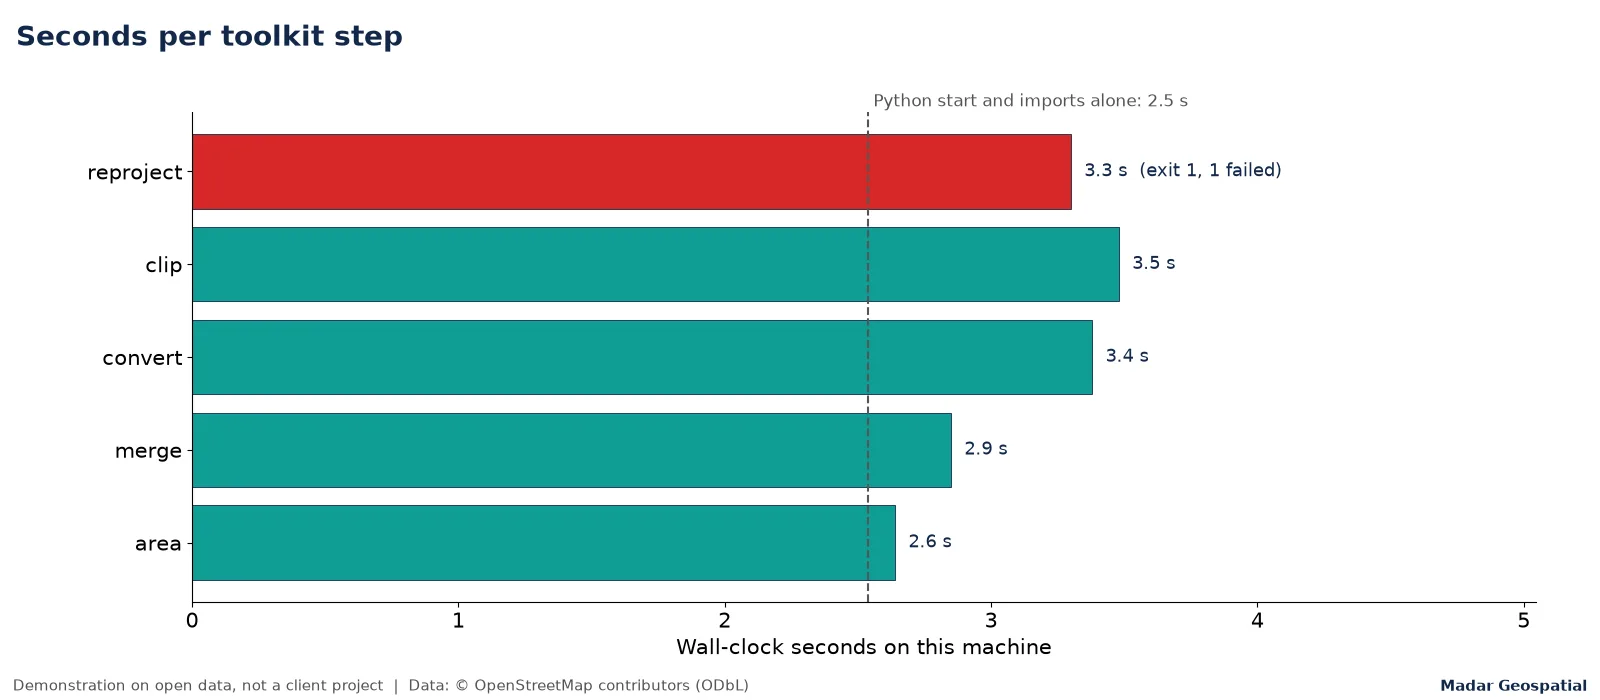 Seconds per toolkit step
Python start and imports alone: 2.5 s
reproject
3.3 s  (exit 1, 1 failed)
clip
3.5 s
convert
3.4 s
merge
2.9 s
area
2.6 s
0 1 2 3 4 5
Wall-clock seconds on this machine
Demonstration on open data, not a client project  |  Data: © OpenStreetMap contributors (ODbL)
Madar Geospatial